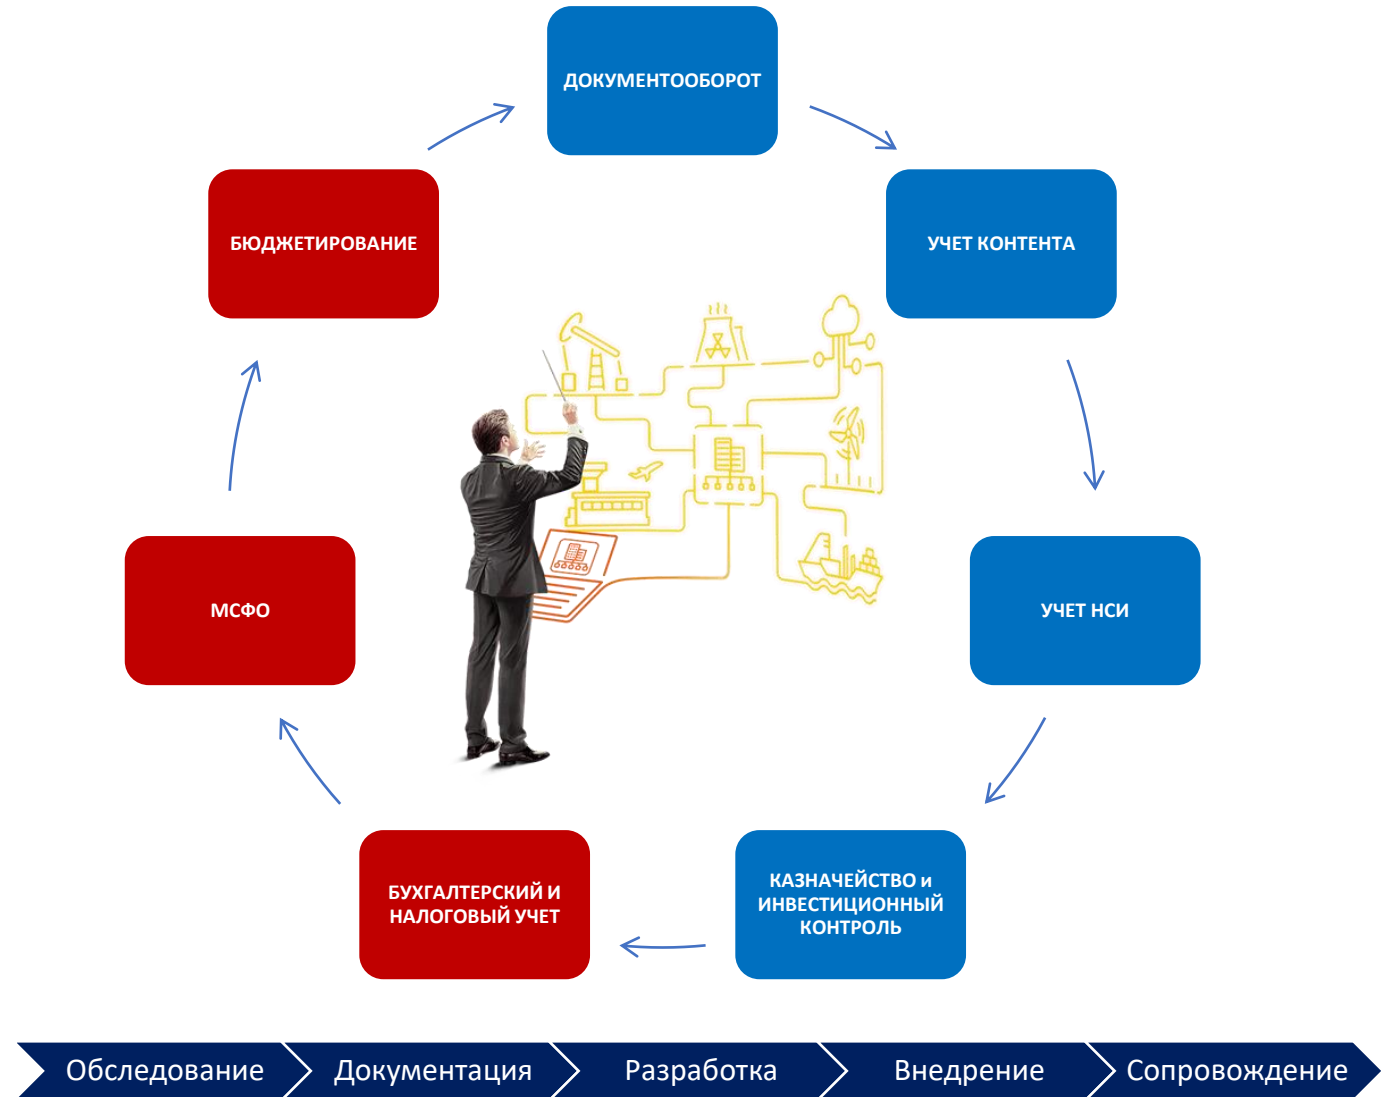 ДОКУМЕНТООБОРОТ
БЮДЖЕТИРОВАНИЕ
УЧЕТ КОНТЕНТА
МСФО
УЧЕТ НСИ
БУХГАЛТЕРСКИЙ И
НАЛОГОВЫЙ УЧЕТ
КАЗНАЧЕЙСТВО и
ИНВЕСТИЦИОННЫЙ
КОНТРОЛЬ
Обследование
Документация
Разработка
Внедрение
Сопровождение